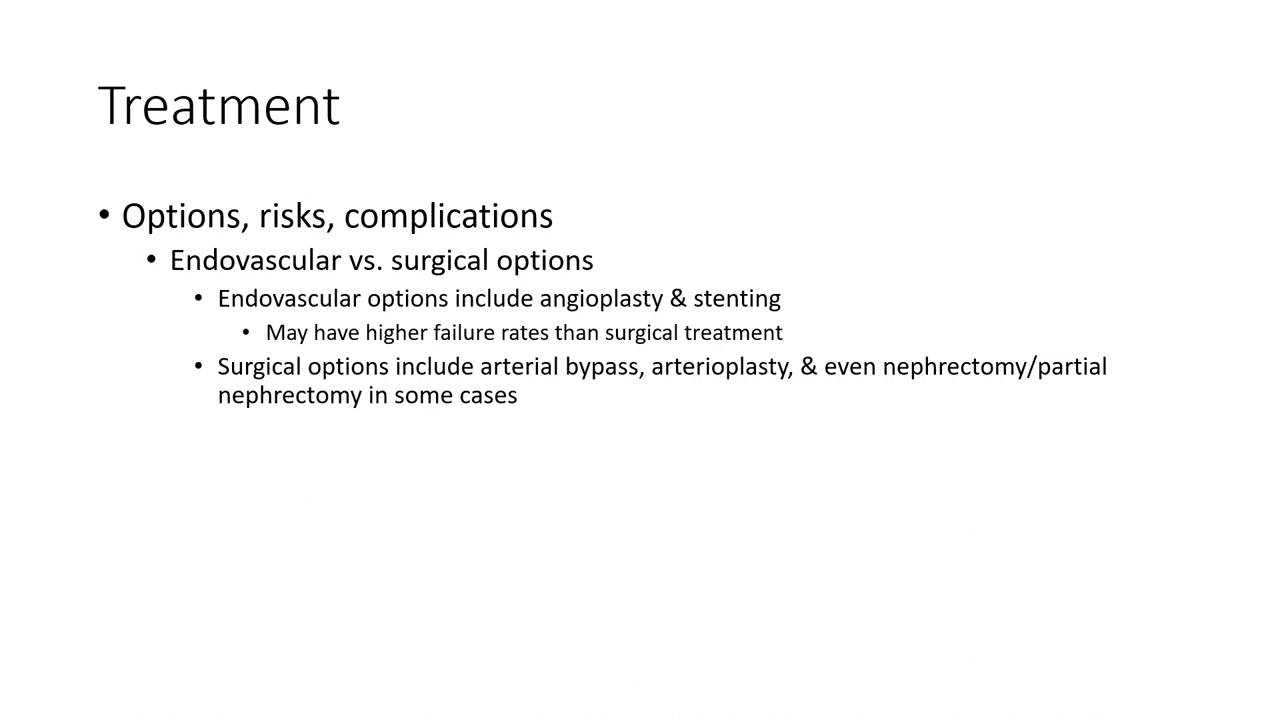 Treatment
• Options, risks, complications
• Endovascular vs. surgical options
• Endovascular options include angioplasty & stenting
• May have higher failure rates than surgical treatment
• Surgical options include arterial bypass, arterioplasty, & even nephrectomy/partial
nephrectomy in some cases